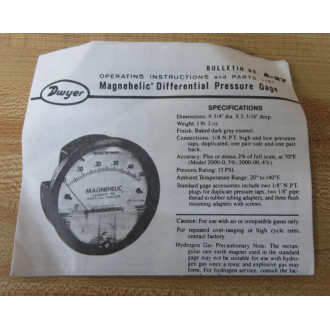 BULLETIN NO. A-27
OPERATING INSTRUCTIONS and PARTS LIST
Dwyer
Magnehelic® Differential Pressure Gage
SPECIFICATIONS
Dimensions: 4-3/4" dia. X 2-3/16" deep.
Weight: 1 lb. 2 oz.
Finish: Baked dark gray enamel.
Connections: 1/8 N.P.T. high and low pressure
taps, duplicated, one pair side and one pair
back.
Accuracy: Plus or minus 2% of full scale, at 70°F
(Model 2000-0, 3%; 2000-00, 4%).
Pressure Rating: 15 PSI.
Ambient Temperature Range: 20° to 140°F
Standard gage accessories include two 1/8" N.P.T.
plugs for duplicate pressure taps, two 1/8" pipe
thread to rubber tubing adapters, and three flush
mounting adapters with screws.
Caution: For use with air or compatible gases only.
For repeated over-ranging or high cycle rates,
contact factory.
Hydrogen Gas Precautionary Note: The rectan-
gular rare earth magnet used in the standard
gage may not be suitable for use with hydro-
gen gas since a toxic and explosive gas may
form. For hydrogen service, consult the fac-
MAGNEHELIC